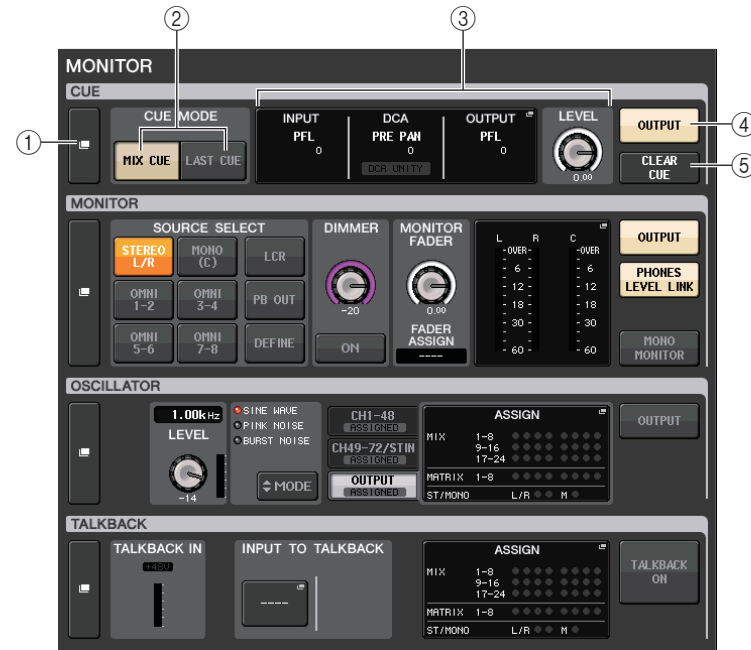 ② ③
MONITOR
CUE
①
CUE MODE
MIX CUE
LAST CUE
INPUT
PFL
0
DCA
PRE PAN
0
DCA UNITY
OUTPUT
PFL
0
LEVEL
0.00
OUTPUT
④
CLEAR
CUE
⑤
MONITOR
SOURCE SELECT
STEREO
L/R
MONO
(C)
LCR
OMNI
1-2
OMNI
3-4
PB OUT
OMNI
5-6
OMNI
7-8
DEFINE
DIMMER
-20
ON
MONITOR
FADER
0.00
FADER
ASSIGN
----
L R C
-OVER- -OVER
- 6 - - 6
- 12 - - 12
- 18 - - 18
- 30 - - 30
- 60 - - 60
OUTPUT
PHONES
LEVEL LINK
MONO
MONITOR
OSCILLATOR
1.00kHz
LEVEL
-14
SINE WAVE
PINK NOISE
BURST NOISE
MODE
CH1-48
ASSIGNED
CH49-72/STIN
ASSIGNED
OUTPUT
ASSIGNED
ASSIGN
MIX 1-8
9-16
17-24
MATRIX 1-8
ST/MONO L/R M
OUTPUT
TALKBACK
TALKBACK IN
+48V
INPUT TO TALKBACK
----
ASSIGN
MIX 1-8
9-16
17-24
MATRIX 1-8
ST/MONO L/R M
TALKBACK
ON